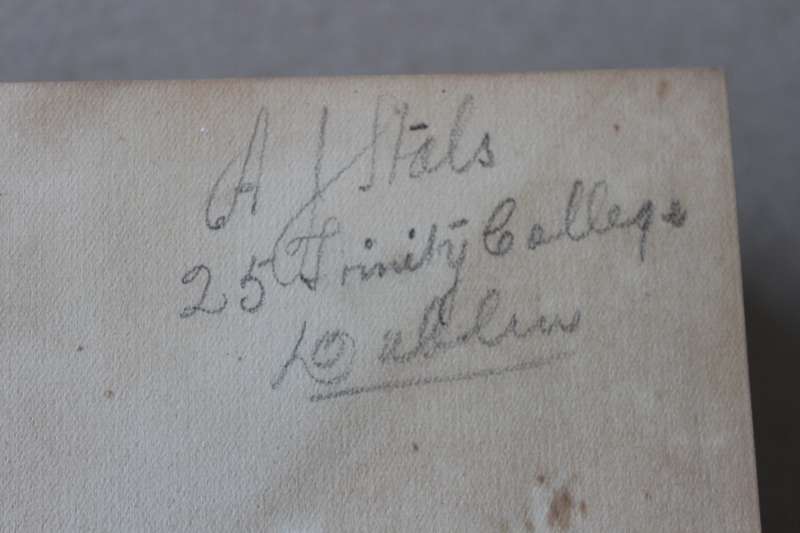 A J Stals
25 Trinity College
Dublin